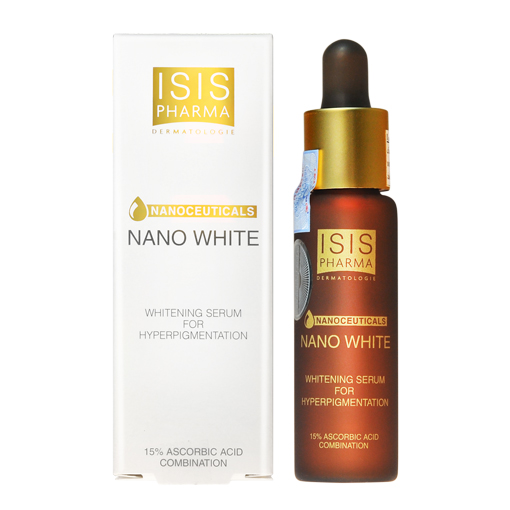 ISIS
PHARMA
DERMATOLOGIE
NANOCEUTICALS
NANO WHITE
WHITENING SERUM
FOR
HYPERPIGMENTATION
15% ASCORBIC ACID
COMBINATION
ISIS
PHARMA
DERMATOLOGIE
NANOCEUTICALS
NANO WHITE
WHITENING SERUM
FOR
HYPERPIGMENTATION
15% ASCORBIC ACID
COMBINATION